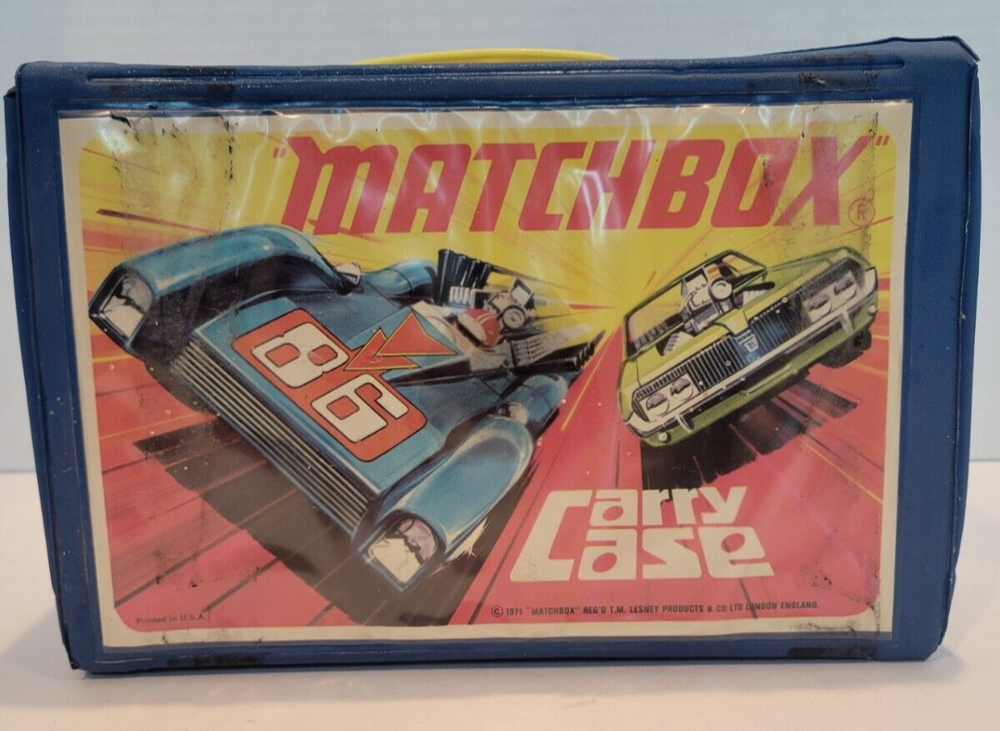 "MATCHBOX" ®
86
Carry
Case
© 1971 "MATCHBOX" REG'D T.M. LESNEY PRODUCTS & CO LTD LONDON ENGLAND.
Printed in U.S.A.